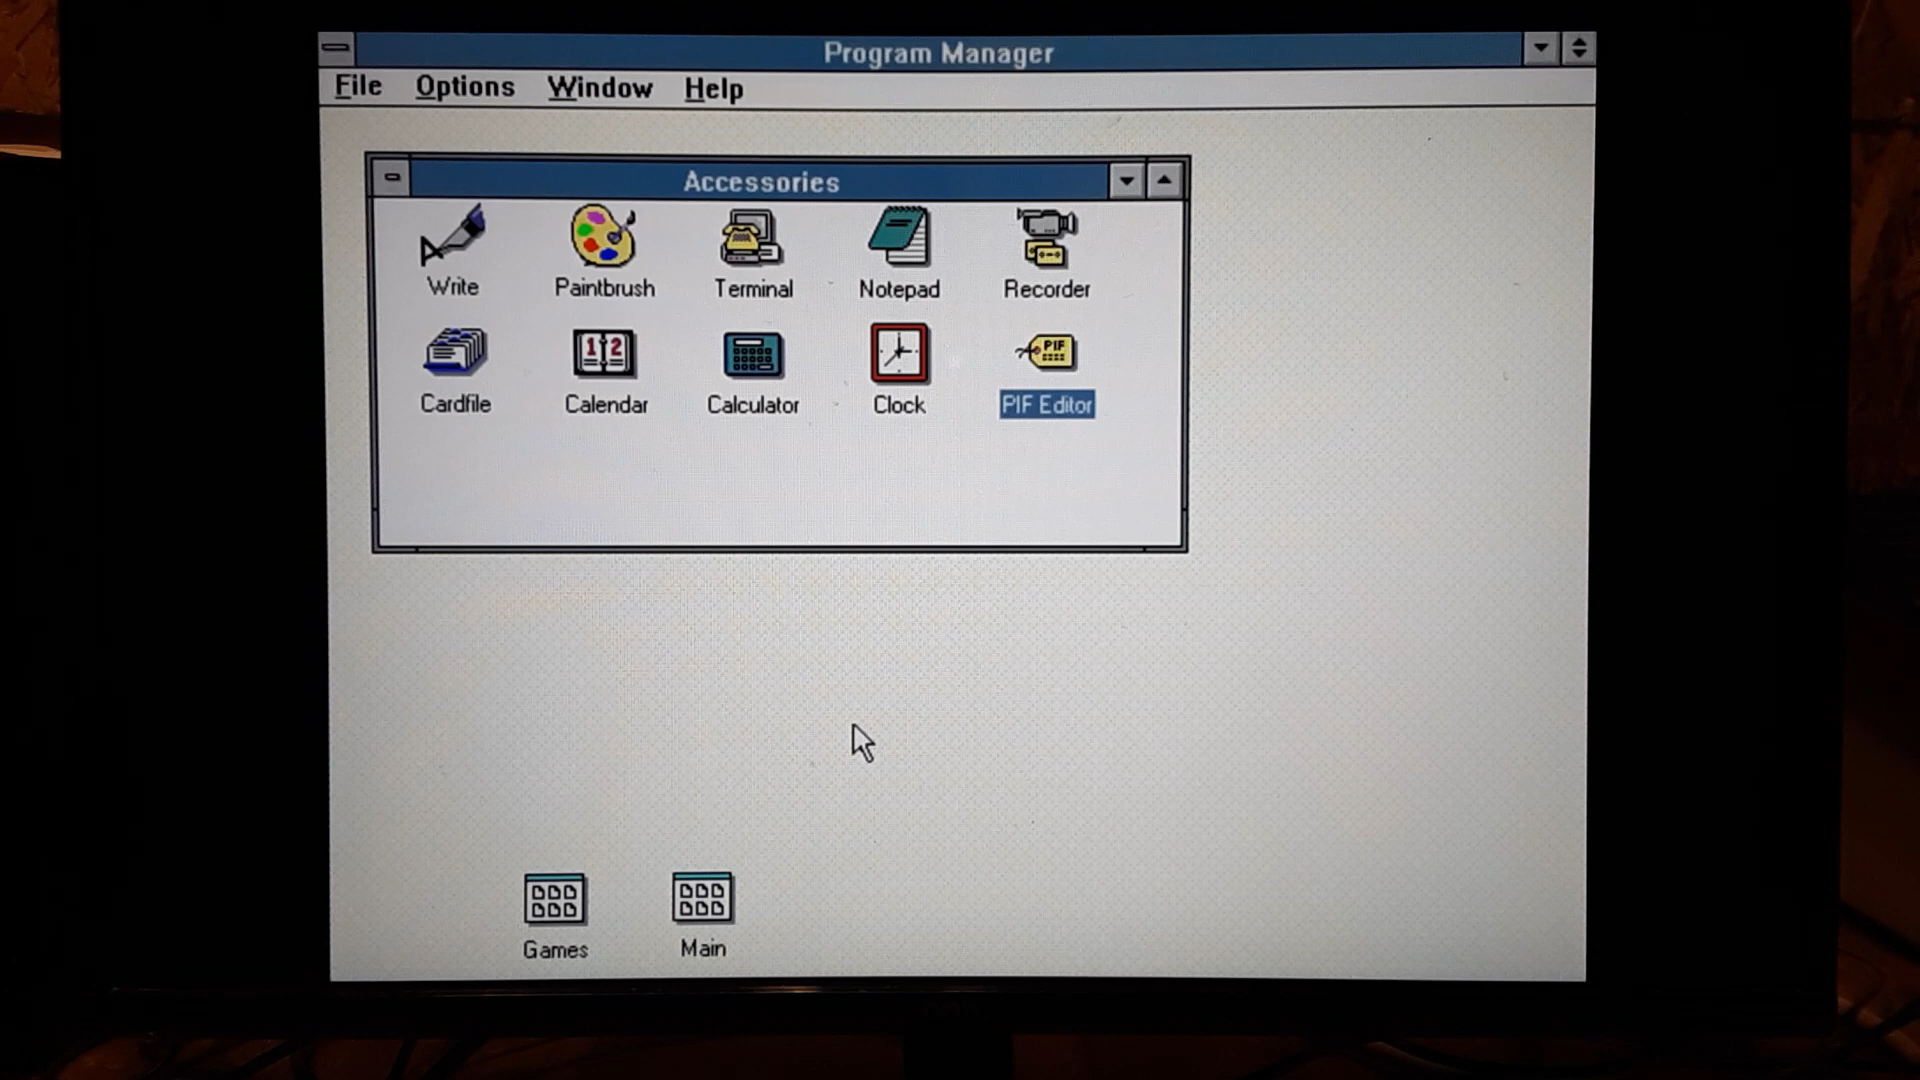 Program Manager
File Options Window Help
Accessories
Write Paintbrush Terminal Notepad Recorder
12 PIF
Cardfile Calendar Calculator Clock PIF Editor
Games Main